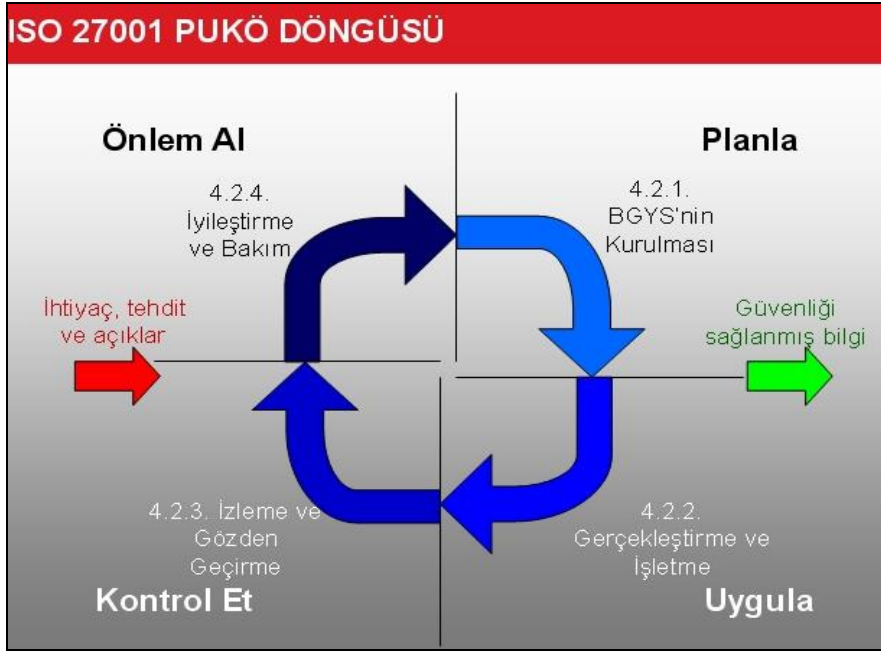 ISO 27001 PUKÖ DÖNGÜSÜ
Önlem Al
Planla
4.2.4.
İyileştirme
ve Bakım
4.2.1.
BGYS'nin
Kurulması
İhtiyaç, tehdit
ve açıklar
Güvenliği
sağlanmış bilgi
4.2.3. İzleme ve
Gözden
Geçirme
4.2.2.
Gerçekleştirme ve
İşletme
Kontrol Et
Uygula